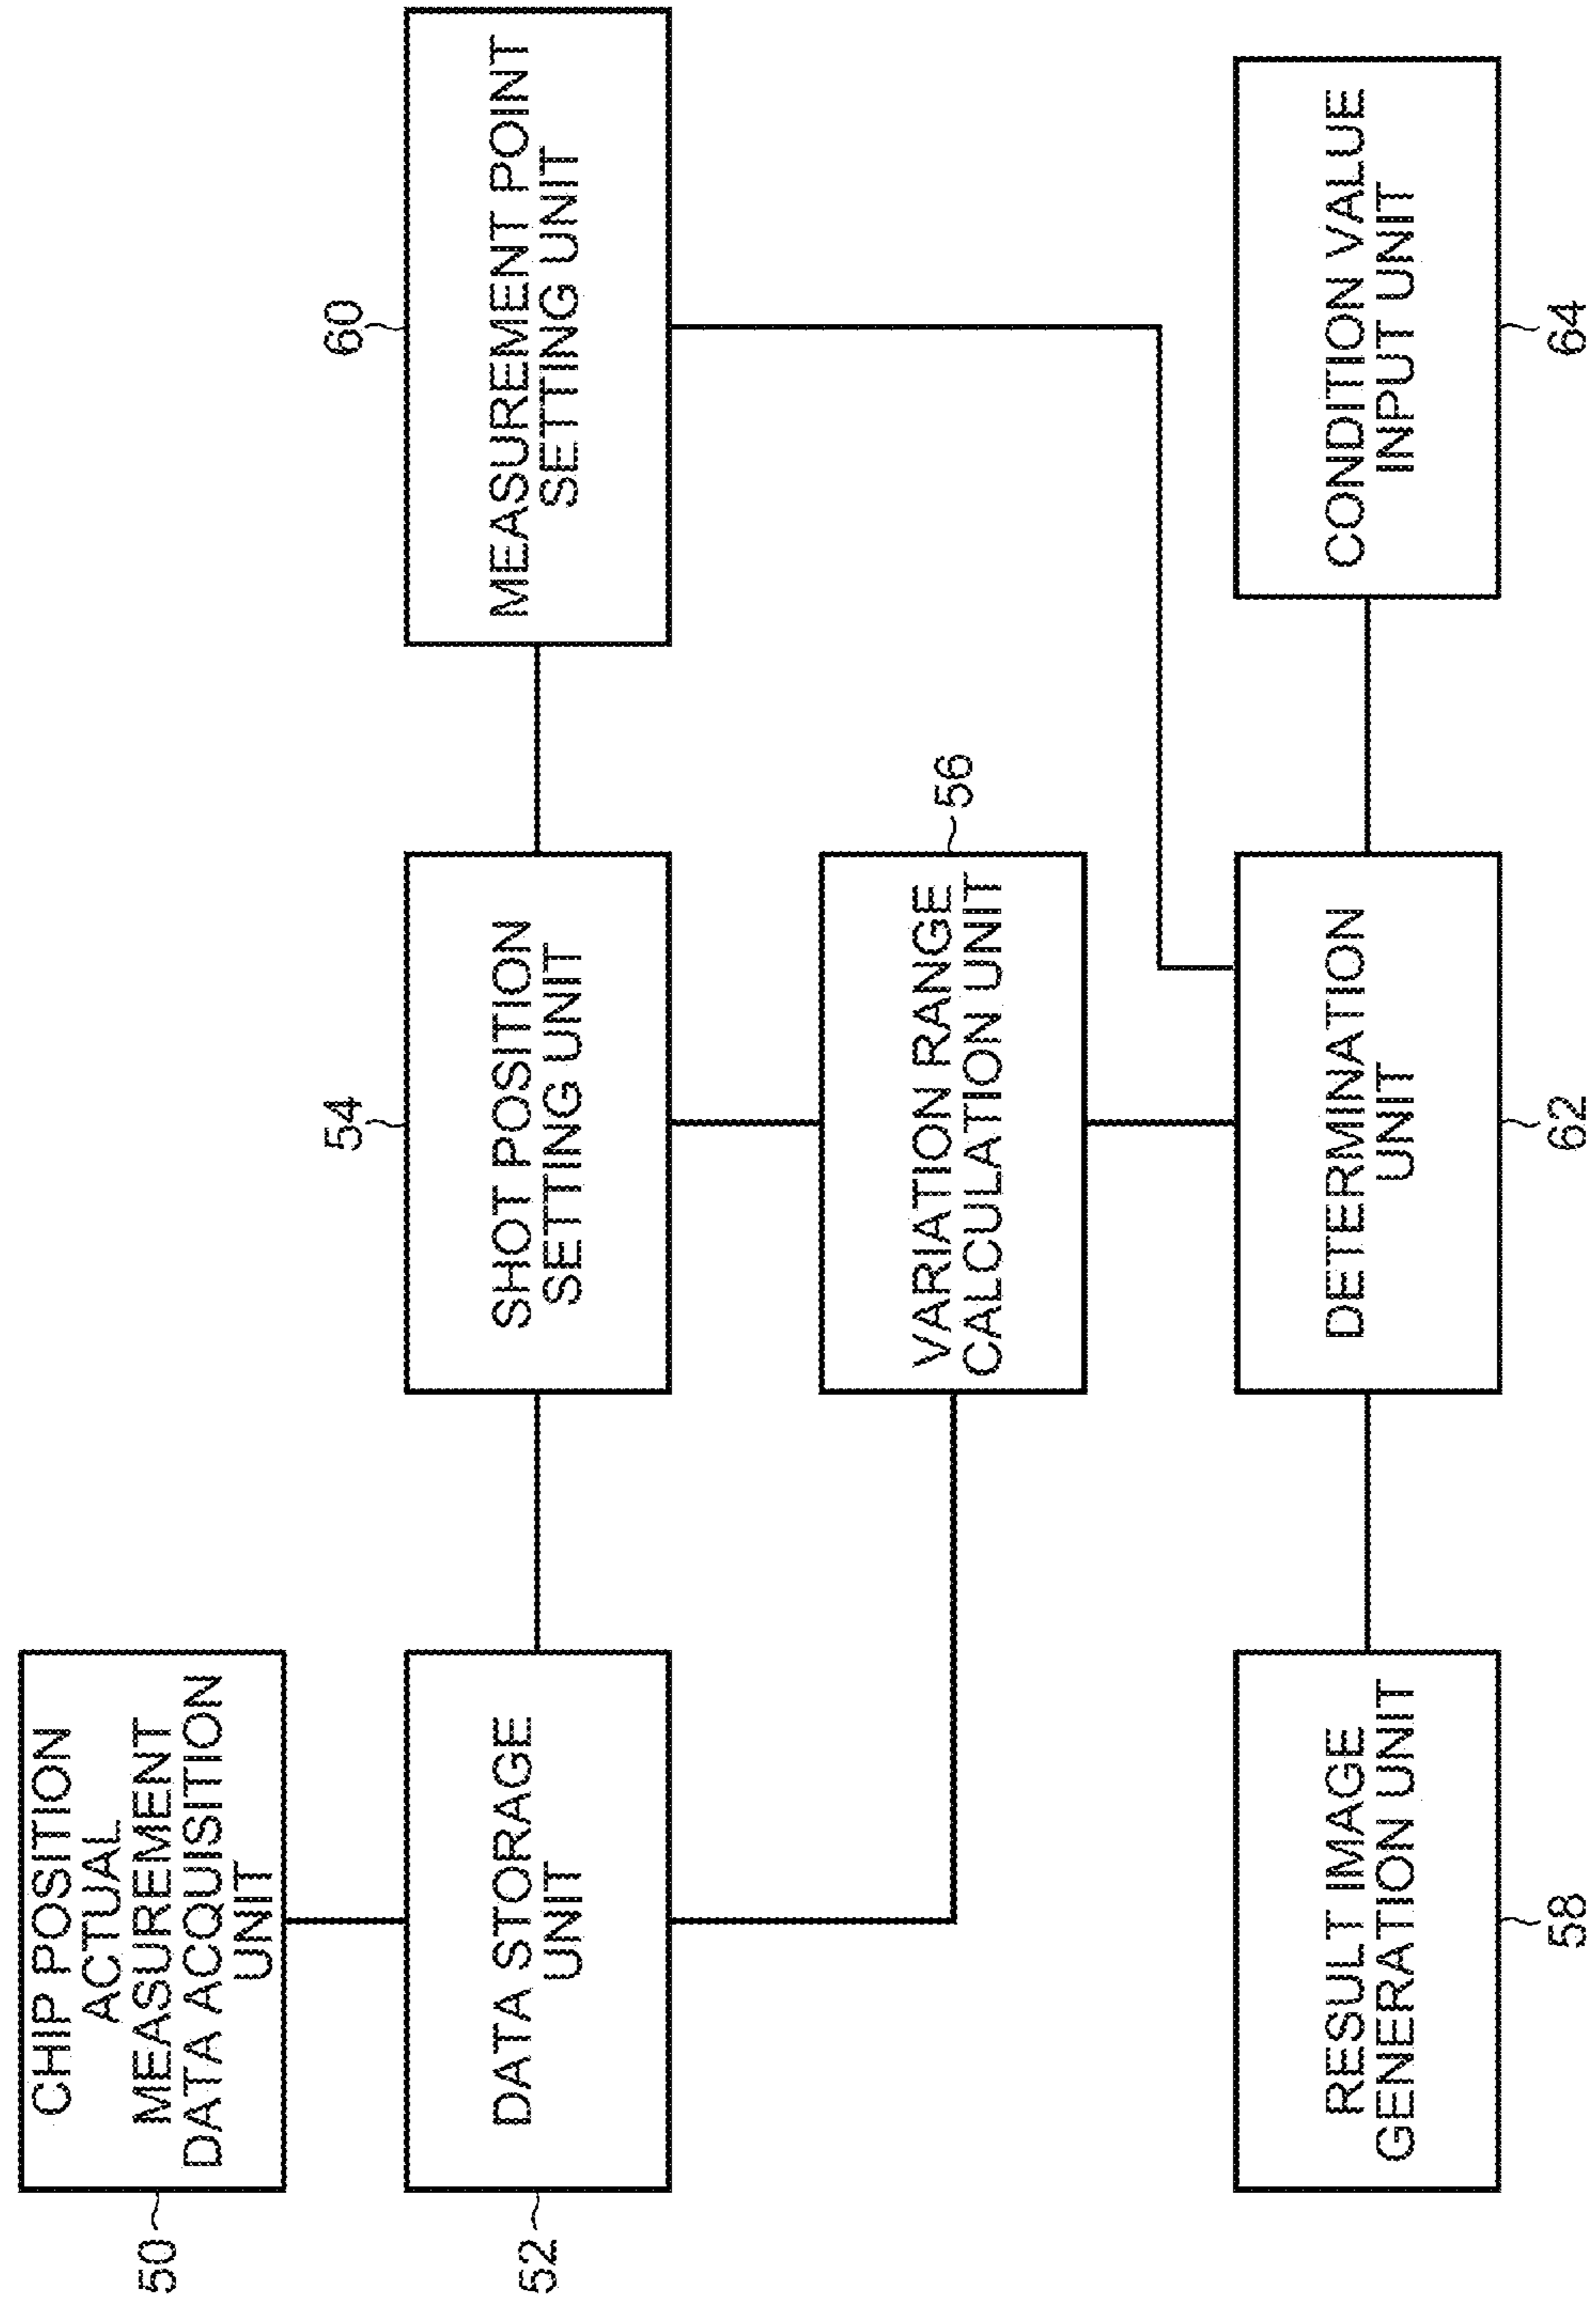 50
CHIP POSITION
ACTUAL
MEASUREMENT
DATA ACQUISITION
UNIT
52
DATA STORAGE
UNIT
54
SHOT POSITION
SETTING UNIT
60
MEASUREMENT POINT
SETTING UNIT
56
VARIATION RANGE
CALCULATION UNIT
RESULT IMAGE
GENERATION UNIT
58
DETERMINATION
UNIT
62
CONDITION VALUE
INPUT UNIT
64